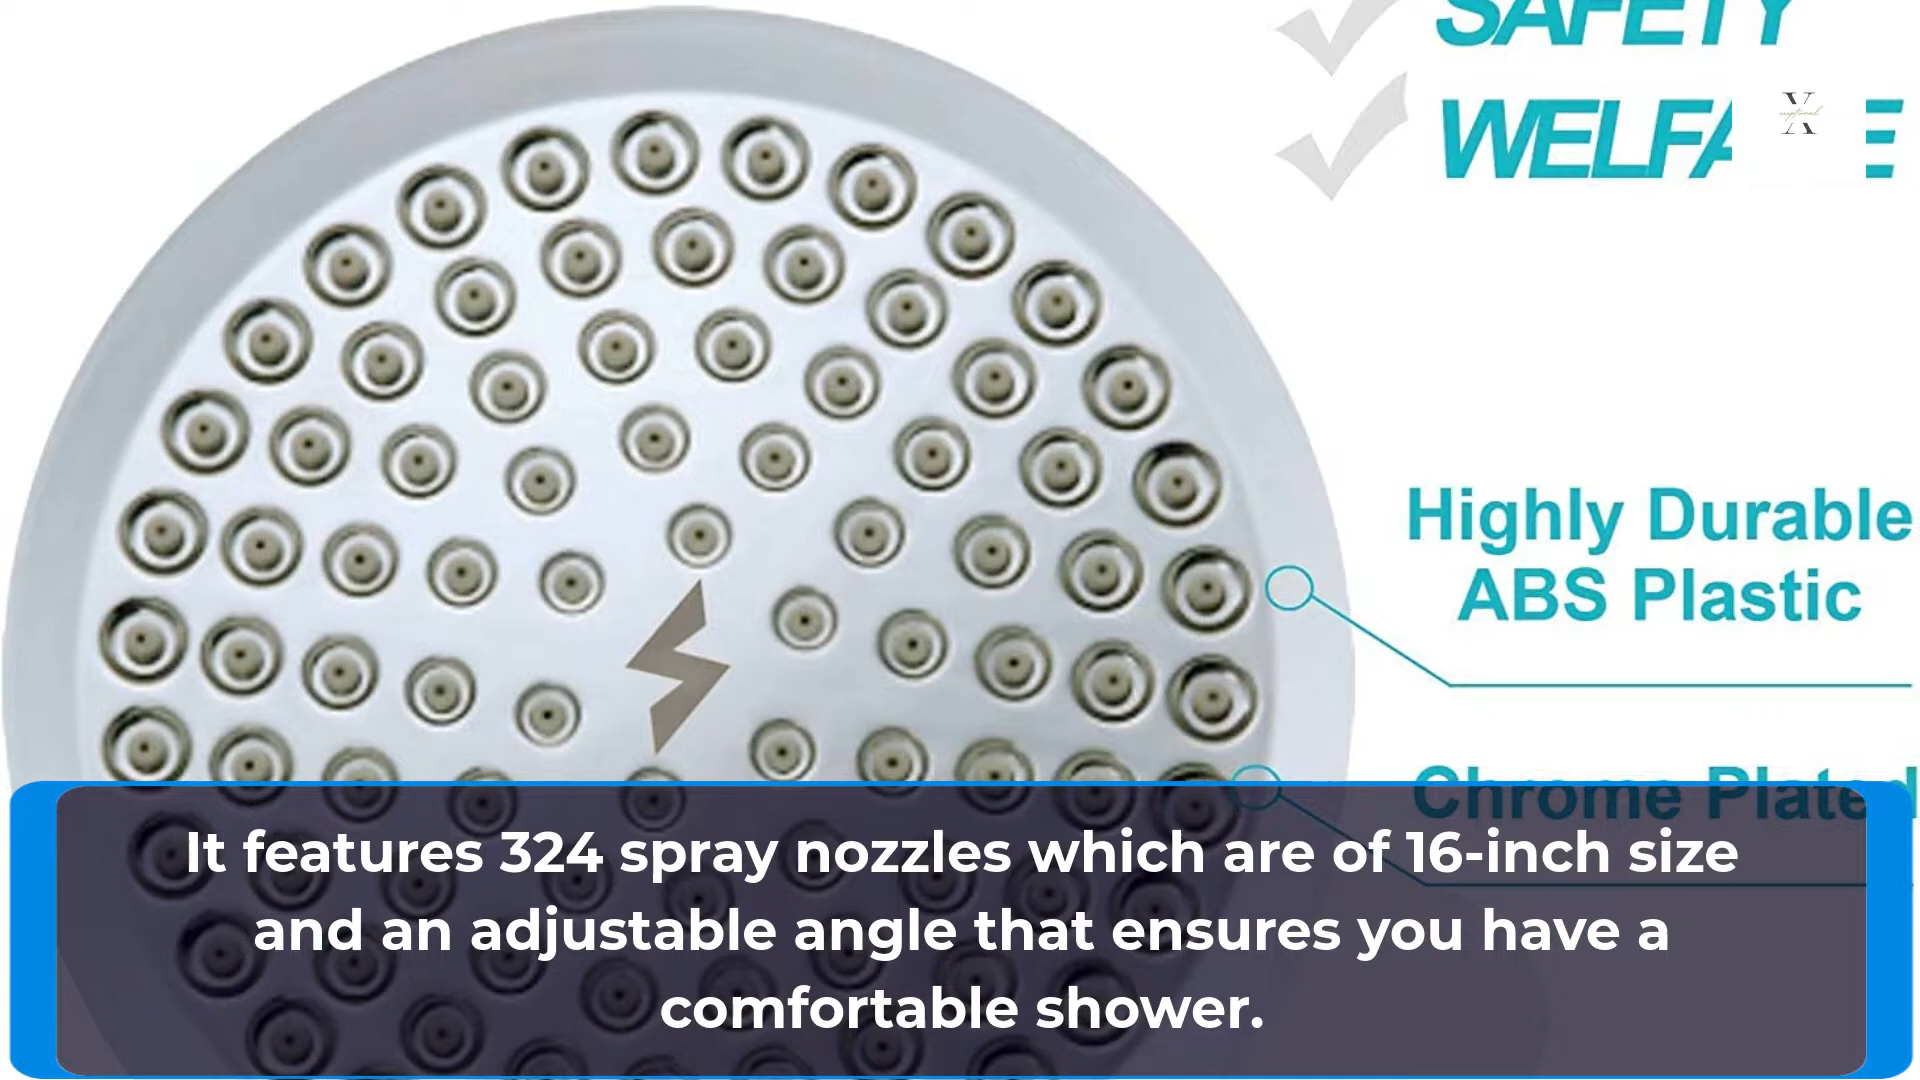 SAFETY
WELFA E
X
Highly Durable
ABS Plastic
Chrome Plated
It features 324 spray nozzles which are of 16-inch size
and an adjustable angle that ensures you have a
comfortable shower.